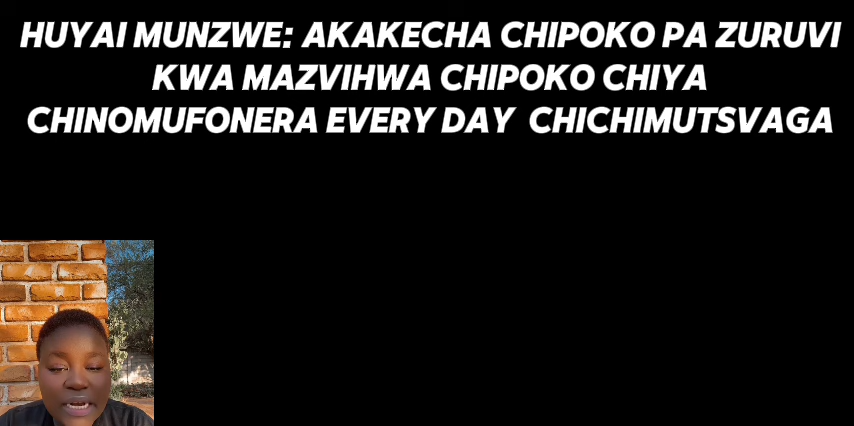 HUYAI MUNZWE: AKAKECHA CHIPOKO PA ZURUVI
KWA MAZVIHWA CHIPOKO CHIYA
CHINOMUFONERA EVERY DAY CHICHIMUTSVAGA